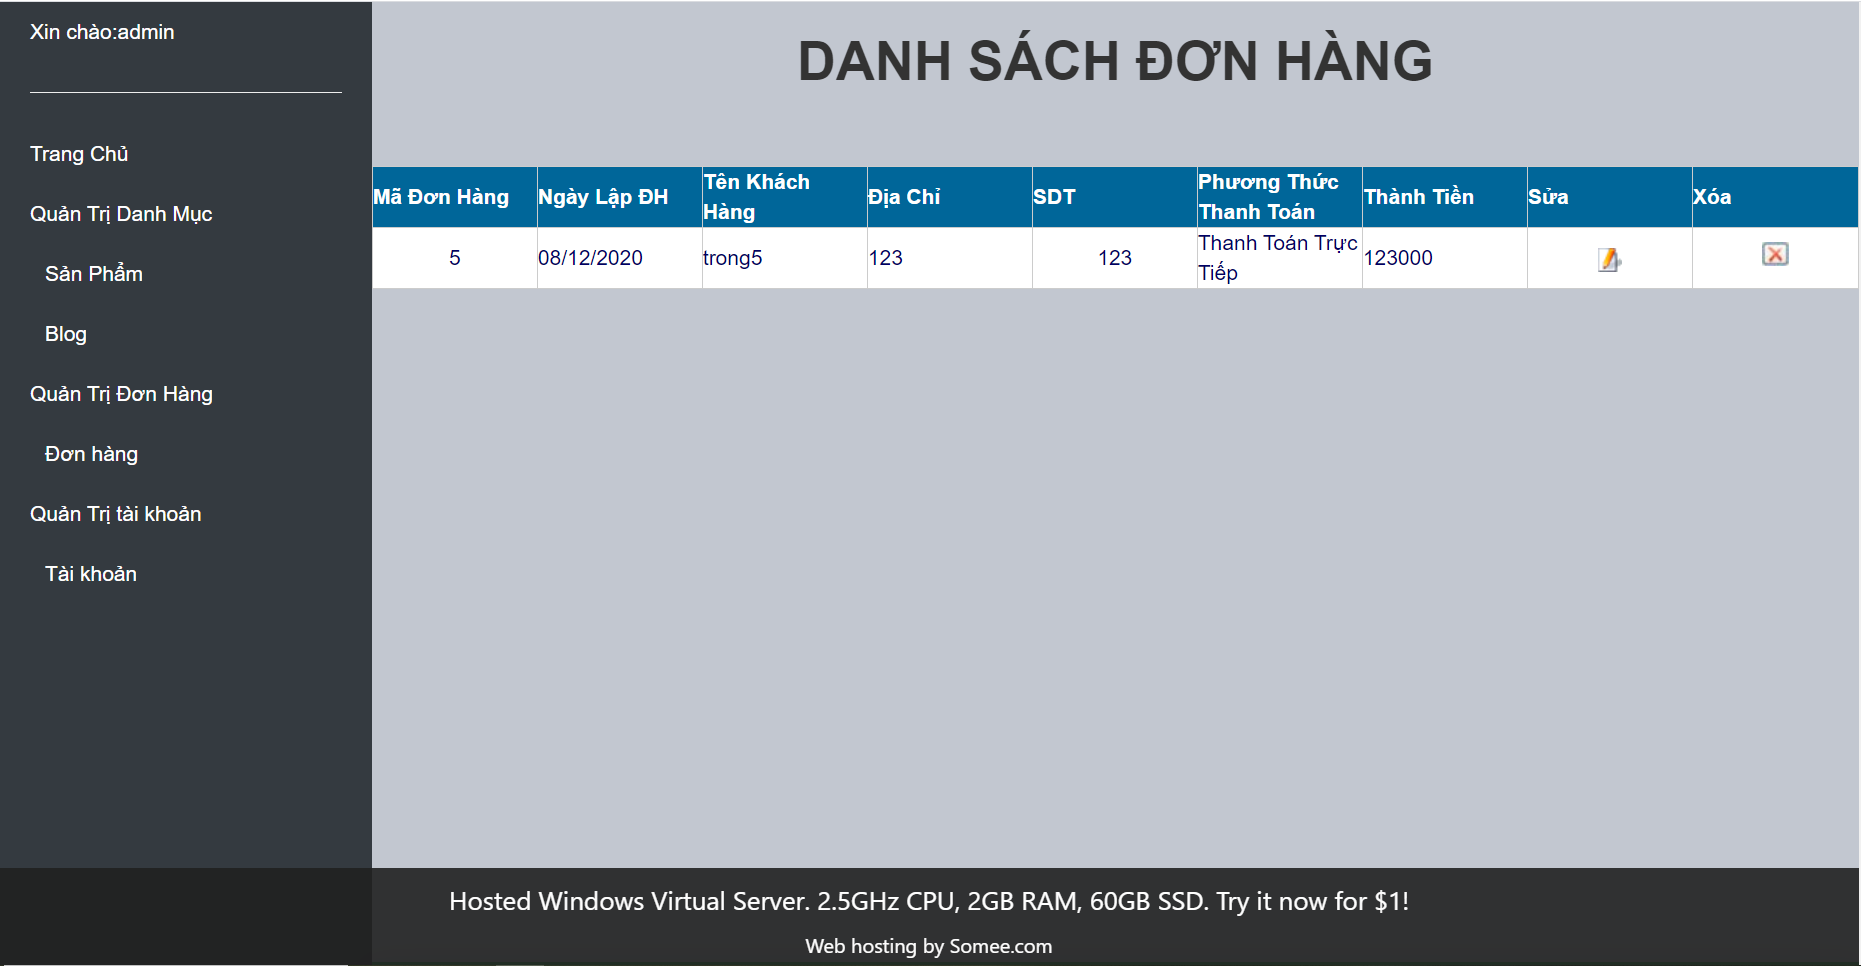 Xin chào:admin
Trang Chủ
Quản Trị Danh Mục
Sản Phẩm
Blog
Quản Trị Đơn Hàng
Đơn hàng
Quản Trị tài khoản
Tài khoản
DANH SÁCH ĐƠN HÀNG
Mã Đơn Hàng Ngày Lập ĐH Tên Khách Hàng Địa Chỉ SDT Phương Thức Thanh Toán Thành Tiền Sửa Xóa
5 08/12/2020 trong5 123 123 Thanh Toán Trực Tiếp 123000
Hosted Windows Virtual Server. 2.5GHz CPU, 2GB RAM, 60GB SSD. Try it now for $1!
Web hosting by Somee.com